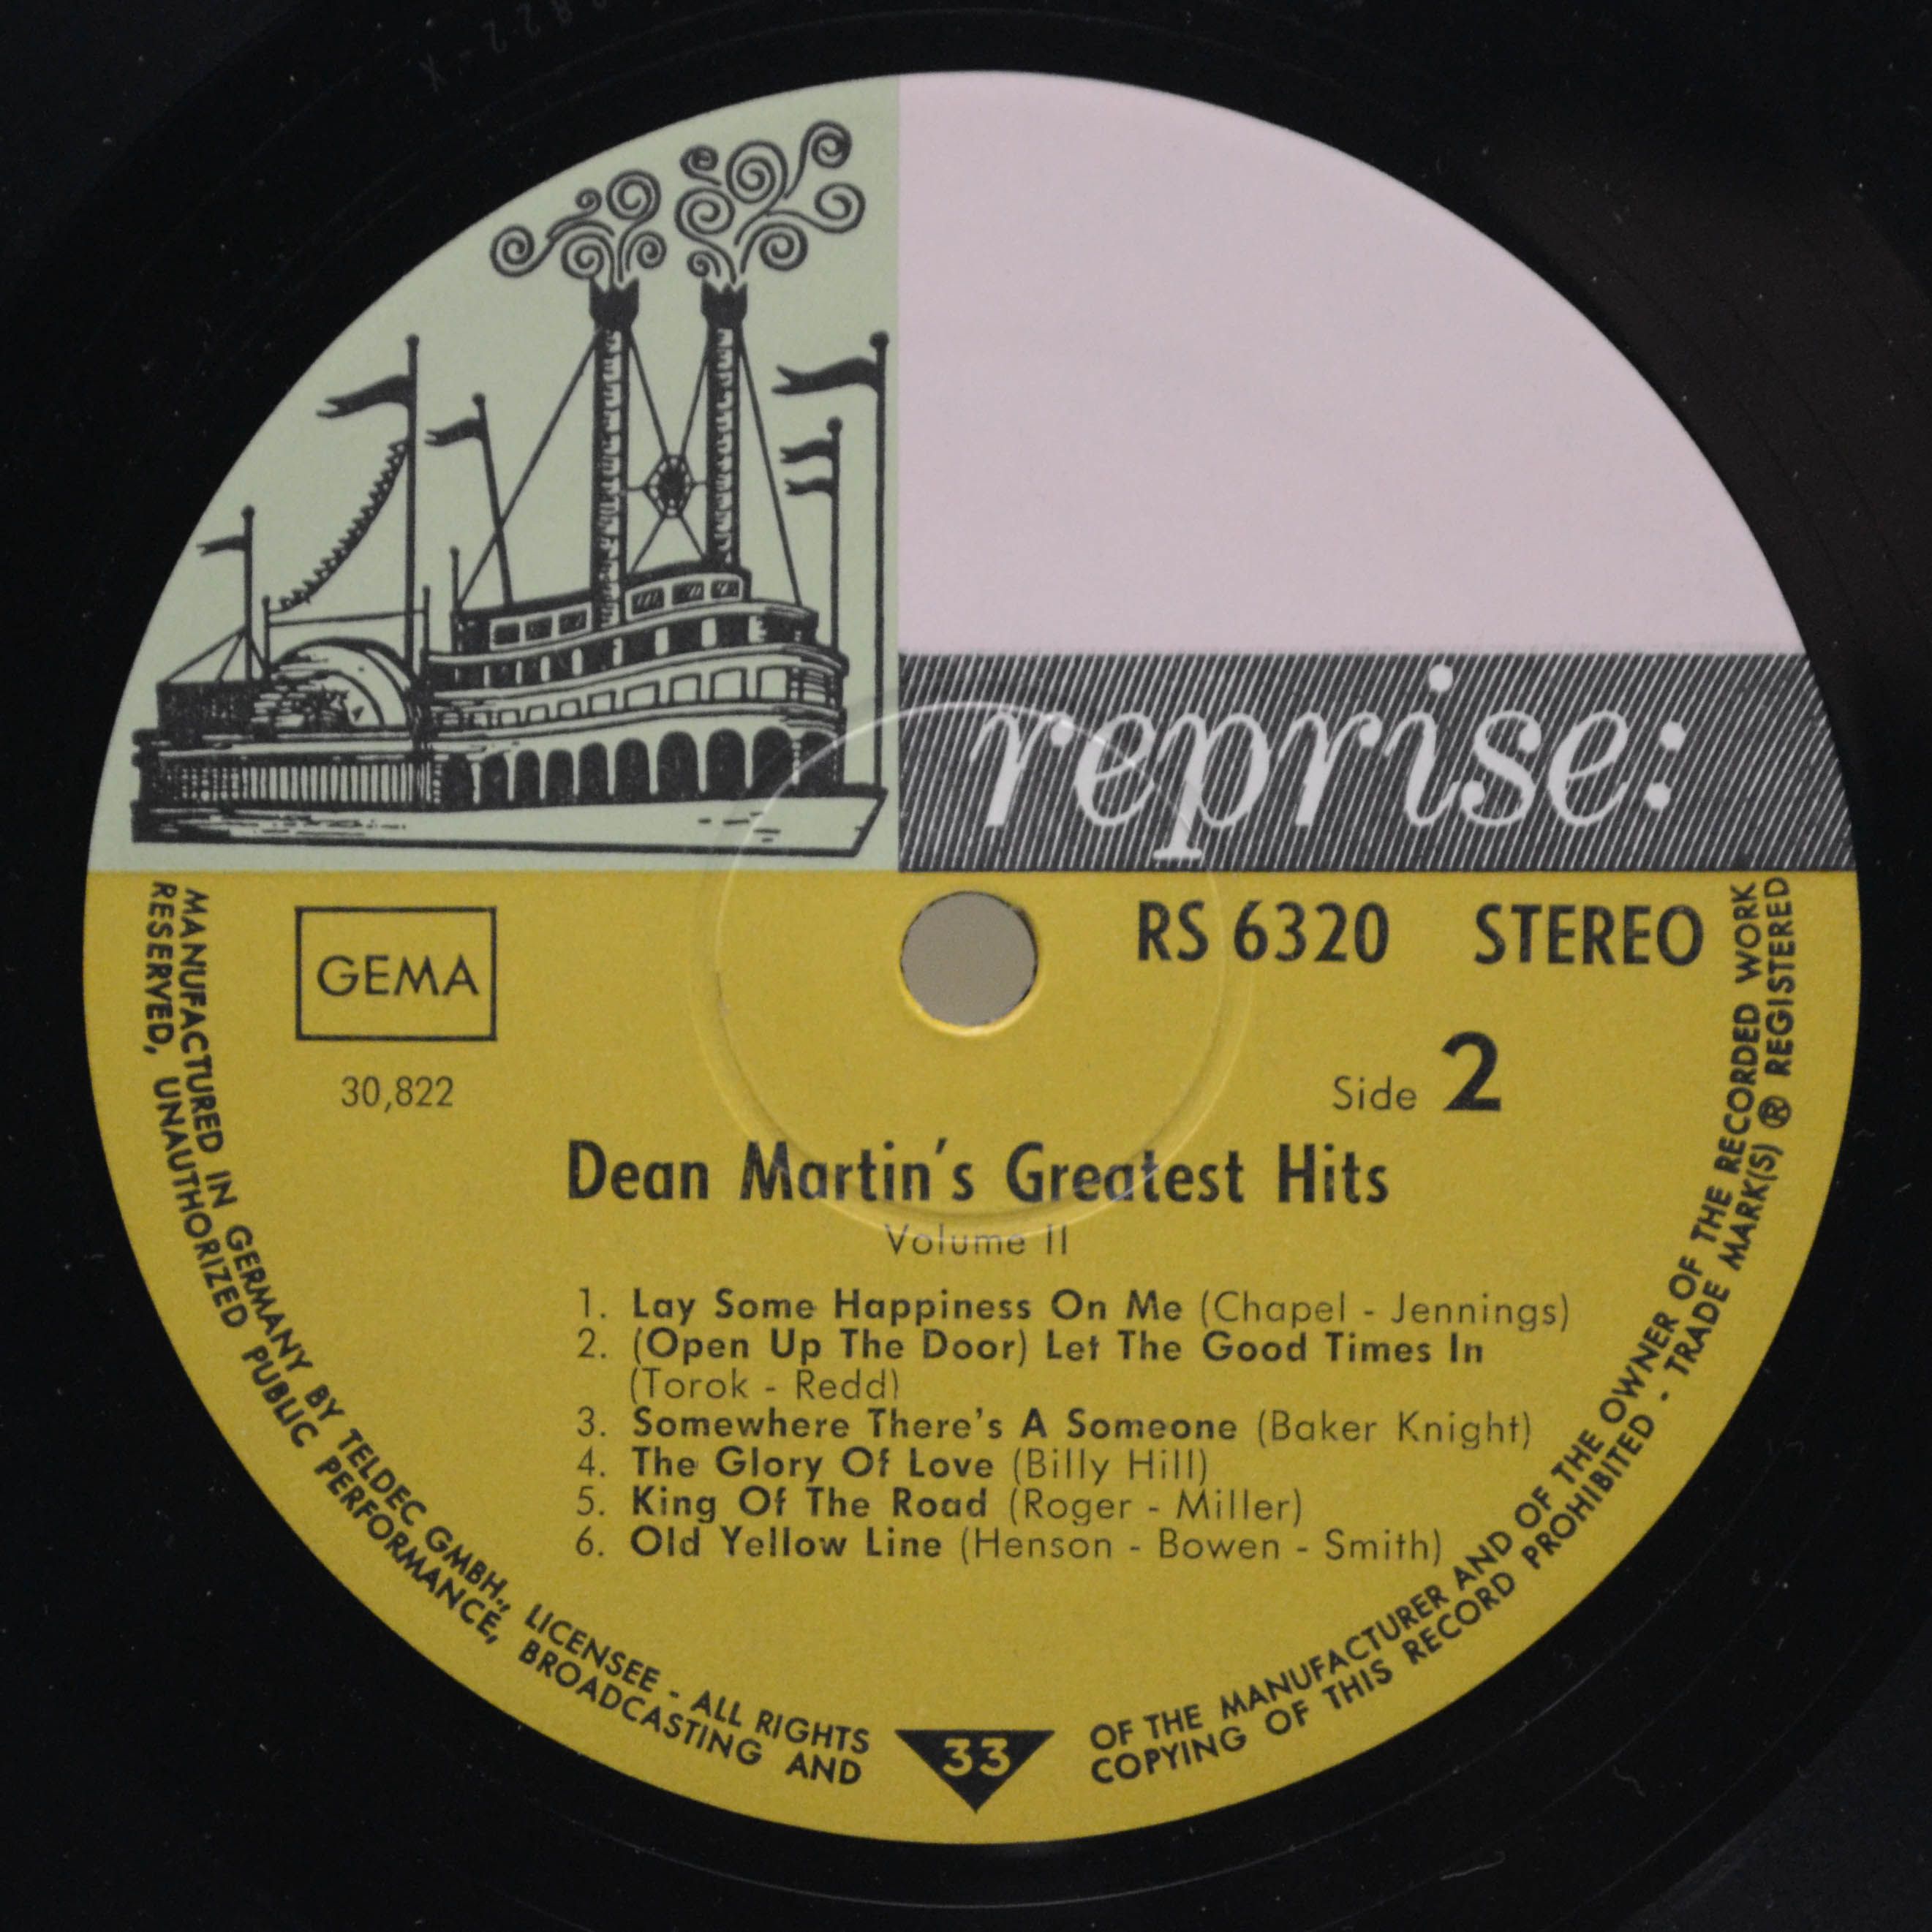 reprise:
GEMA
RS 6320 STEREO
30,822
Side 2
Dean Martin's Greatest Hits
Volume II
1. Lay Some Happiness On Me (Chapel - Jennings)
2. (Open Up The Door) Let The Good Times In
(Torok - Redd)
3. Somewhere There's A Someone (Baker Knight)
4. The Glory Of Love (Billy Hill)
5. King Of The Road (Roger - Miller)
6. Old Yellow Line (Henson - Bowen - Smith)
MANUFACTURED IN GERMANY BY TELDEC GMBH., LICENSEE - ALL RIGHTS
OF THE MANUFACTURER AND OF THE OWNER OF THE RECORDED WORK
RESERVED, UNAUTHORIZED PUBLIC PERFORMANCE, BROADCASTING AND
COPYING OF THIS RECORD PROHIBITED - TRADE MARK(S) ® REGISTERED
33